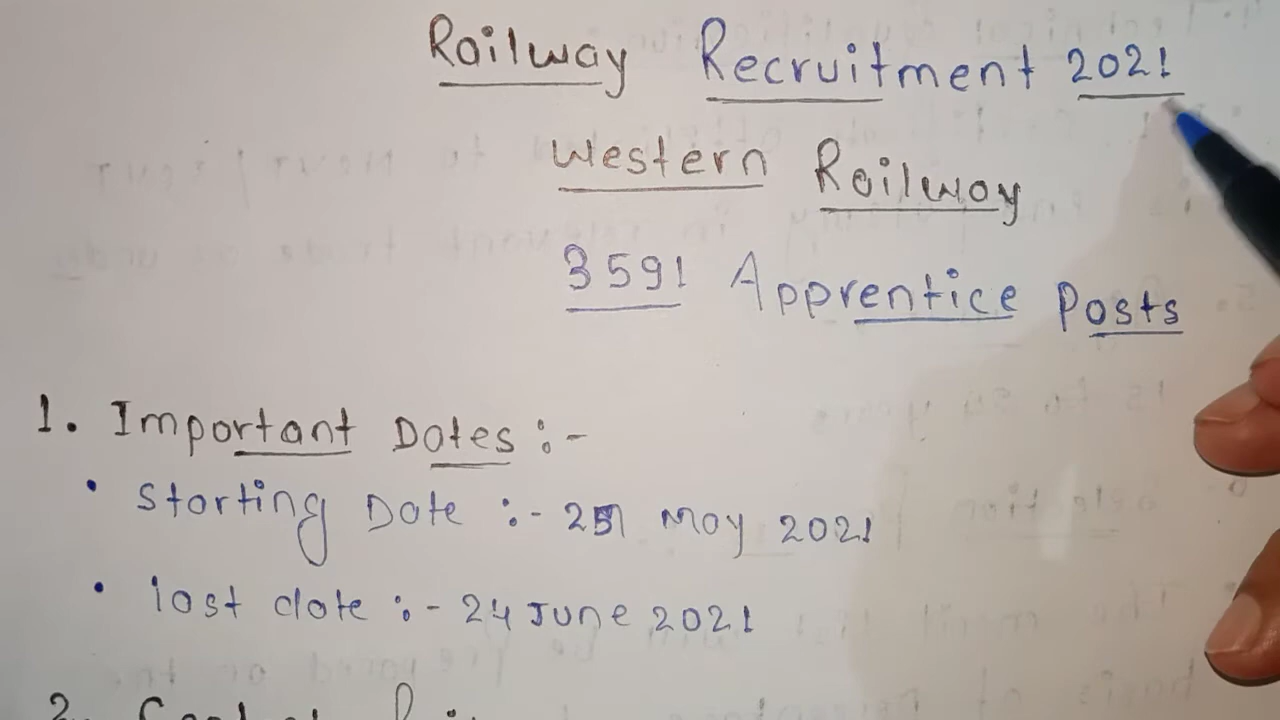 Railway Recruitment 2021
Western Railway
3591 Apprentice Posts
1. Important Dates :-
• Starting Date :- 25 May 2021
• last date :- 24 June 2021
2.